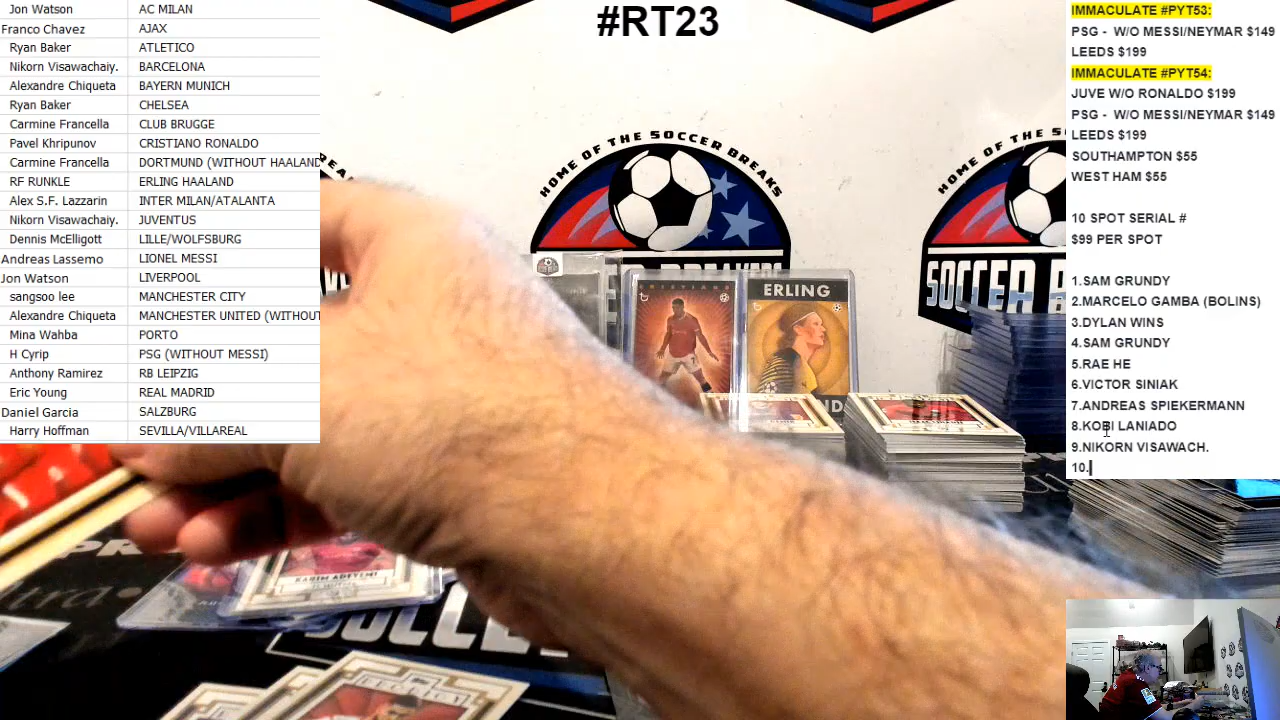 #RT23
Jon Watson AC MILAN
Franco Chavez AJAX
Ryan Baker ATLETICO
Nikorn Visawachaiy. BARCELONA
Alexandre Chiqueta BAYERN MUNICH
Ryan Baker CHELSEA
Carmine Francella CLUB BRUGGE
Pavel Khripunov CRISTIANO RONALDO
Carmine Francella DORTMUND (WITHOUT HAALAND
RF RUNKLE ERLING HAALAND
Alex S.F. Lazzarin INTER MILAN/ATALANTA
Nikorn Visawachaiy. JUVENTUS
Dennis McElligott LILLE/WOLFSBURG
Andreas Lassemo LIONEL MESSI
Jon Watson LIVERPOOL
sangsoo lee MANCHESTER CITY
Alexandre Chiqueta MANCHESTER UNITED (WITHOUT
Mina Wahba PORTO
H Cyrip PSG (WITHOUT MESSI)
Anthony Ramirez RB LEIPZIG
Eric Young REAL MADRID
Daniel Garcia SALZBURG
Harry Hoffman SEVILLA/VILLAREAL
IMMACULATE #PYT53:
PSG - W/O MESSI/NEYMAR $149
LEEDS $199
IMMACULATE #PYT54:
JUVE W/O RONALDO $199
PSG - W/O MESSI/NEYMAR $149
LEEDS $199
SOUTHAMPTON $55
WEST HAM $55
10 SPOT SERIAL #
$99 PER SPOT
1.SAM GRUNDY
2.MARCELO GAMBA (BOLINS)
3.DYLAN WINS
4.SAM GRUNDY
5.RAE HE
6.VICTOR SINIAK
7.ANDREAS SPIEKERMANN
8.KOBI LANIADO
9.NIKORN VISAWACH.
10.
HOME OF THE SOCCER BREAKS
HOME OF THE
SOCCER B
CRISTIANO
ERLING
KARIM ADEYEMI
SOCCE